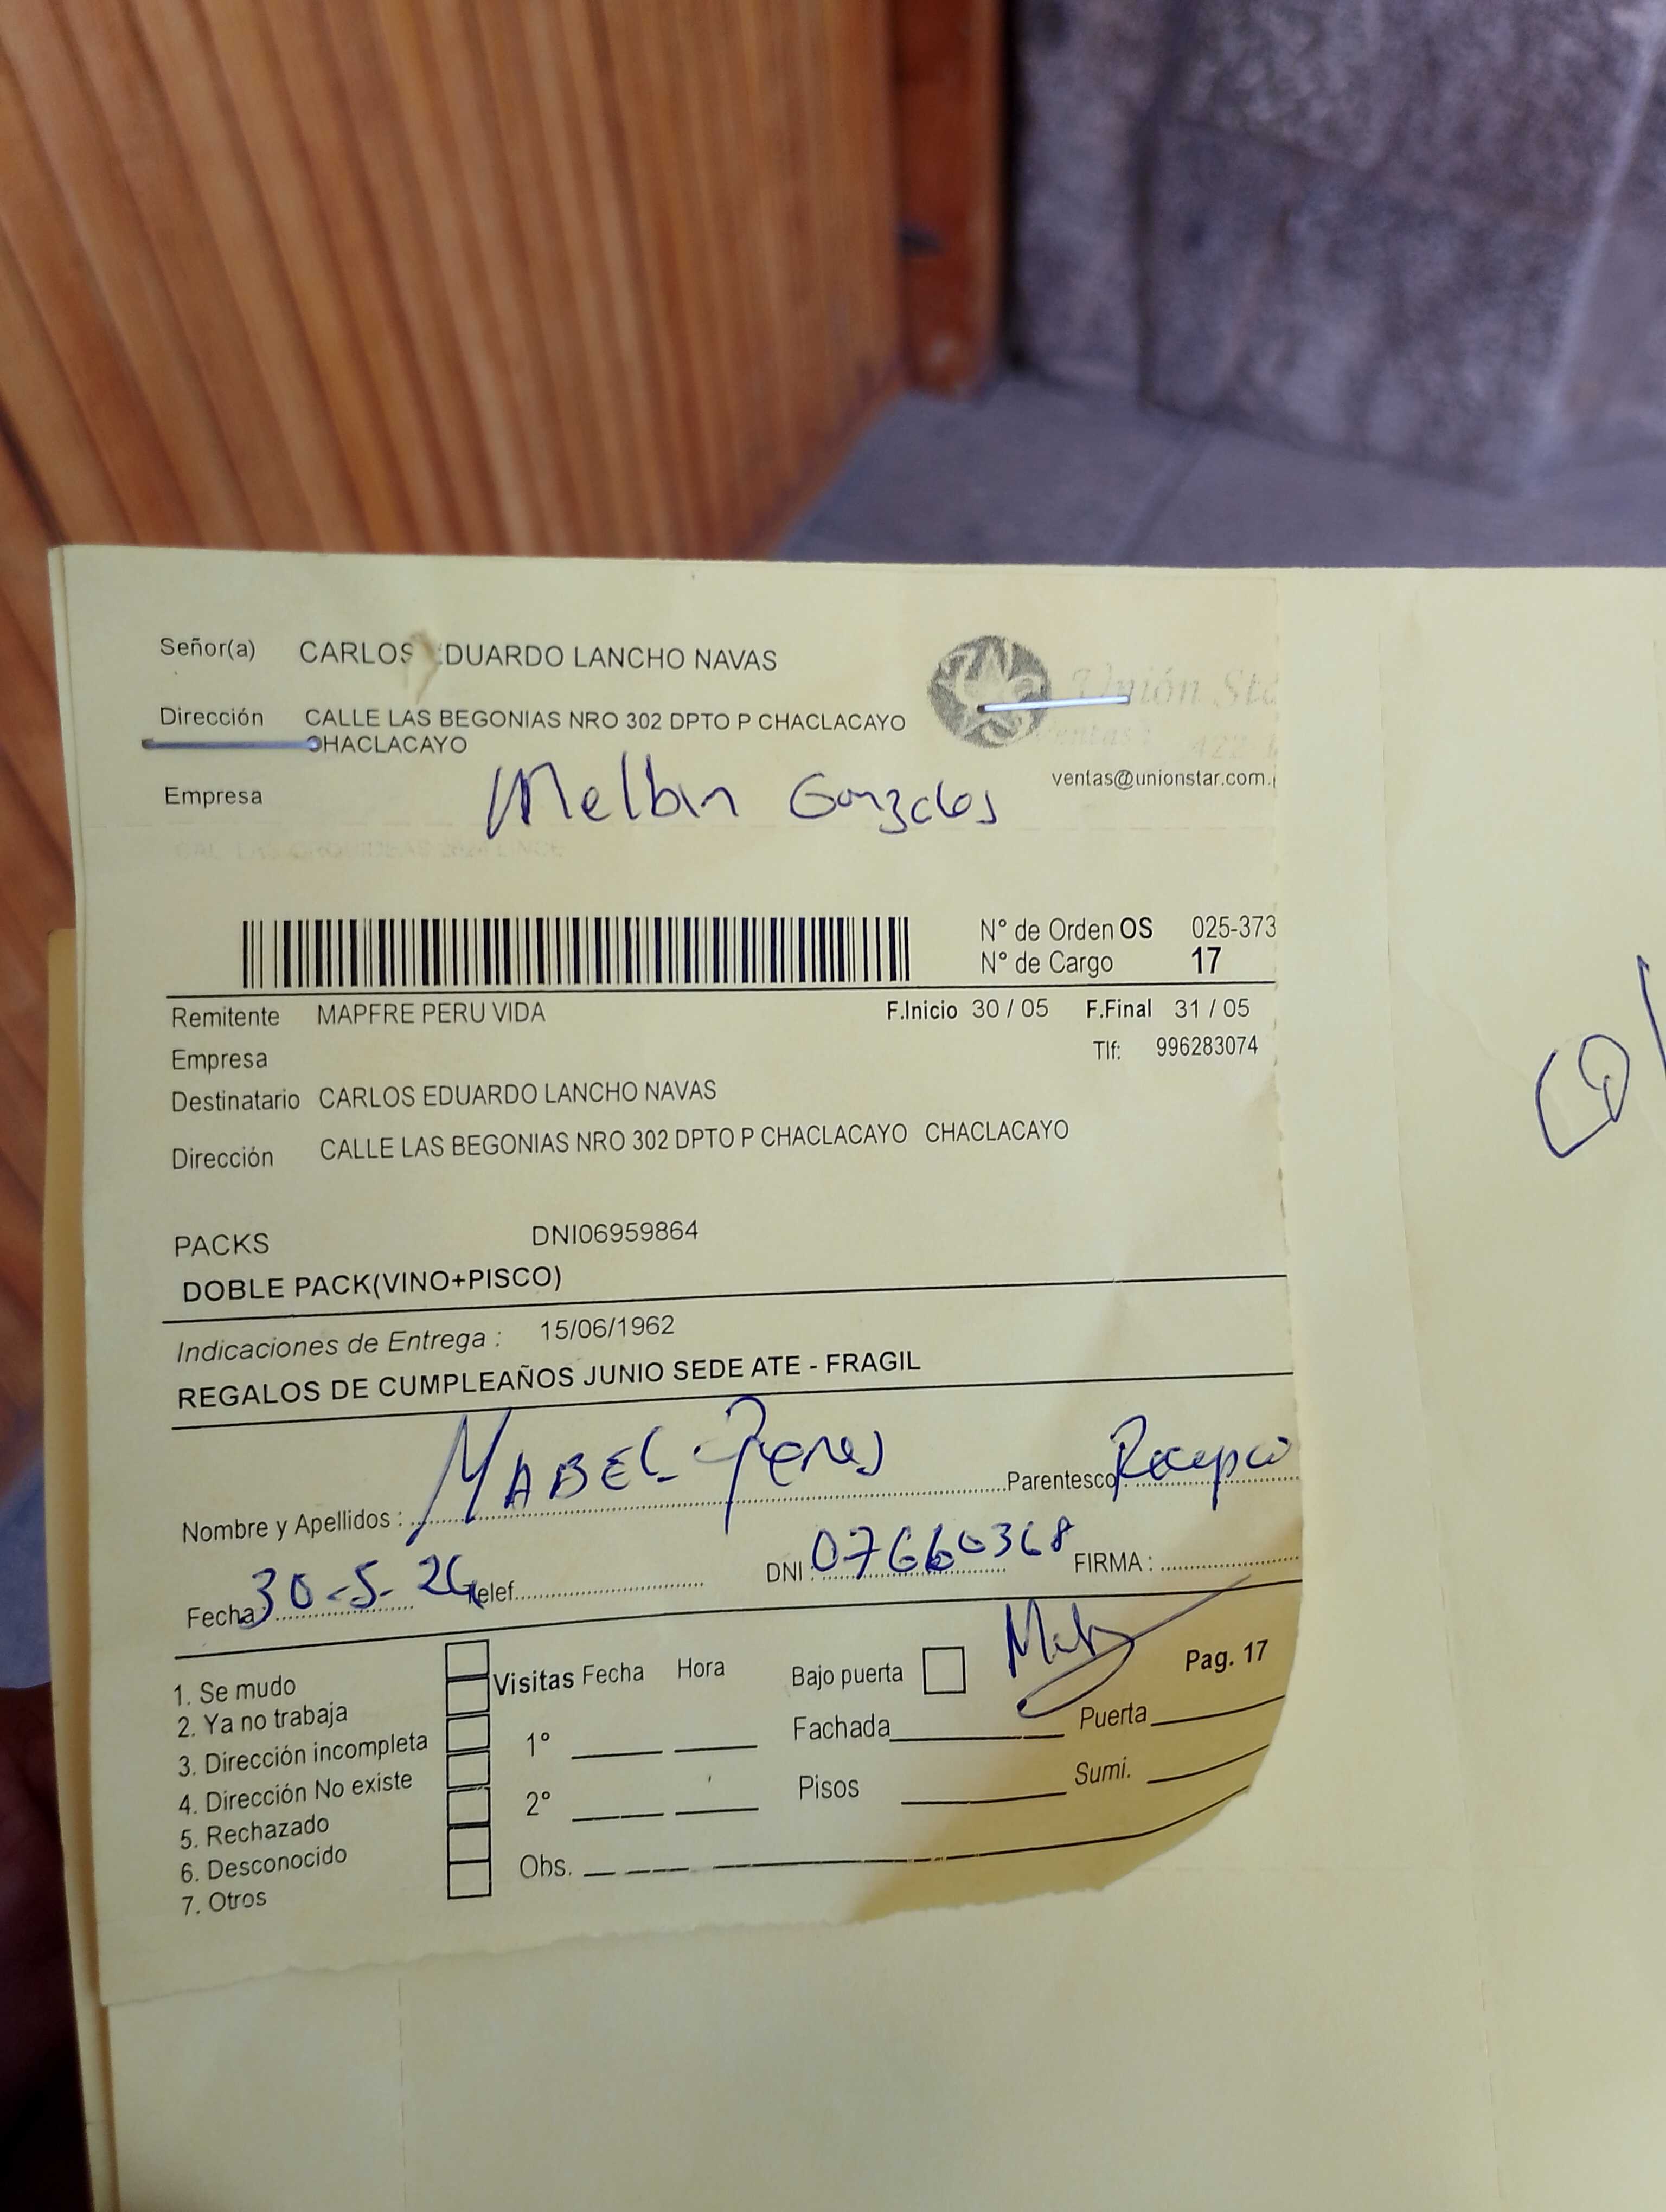 Señor(a) CARLOS EDUARDO LANCHO NAVAS
Dirección CALLE LAS BEGONIAS NRO 302 DPTO P CHACLACAYO
CHACLACAYO
Unión
ventas@unionstar.com.
Empresa
Melbin Gonzales
N° de Orden OS 025-373
N° de Cargo 17
Remitente MAPFRE PERU VIDA F.Inicio 30 / 05 F.Final 31 / 05
Empresa Tlf: 996283074
Destinatario CARLOS EDUARDO LANCHO NAVAS
Dirección CALLE LAS BEGONIAS NRO 302 DPTO P CHACLACAYO CHACLACAYO
PACKS DNI06959864
DOBLE PACK(VINO+PISCO)
Indicaciones de Entrega : 15/06/1962
REGALOS DE CUMPLEAÑOS JUNIO SEDE ATE - FRAGIL
Nombre y Apellidos : MABEL Parentesco Recepci
Fecha 30-5-26 Telef. DNI : 07660368 FIRMA :
1. Se mudo
2. Ya no trabaja
3. Dirección incompleta
4. Dirección No existe
5. Rechazado
6. Desconocido
7. Otros
Visitas Fecha Hora
1°
2°
Obs.
Bajo puerta
Fachada Puerta
Pisos Sumi.
Pag. 17